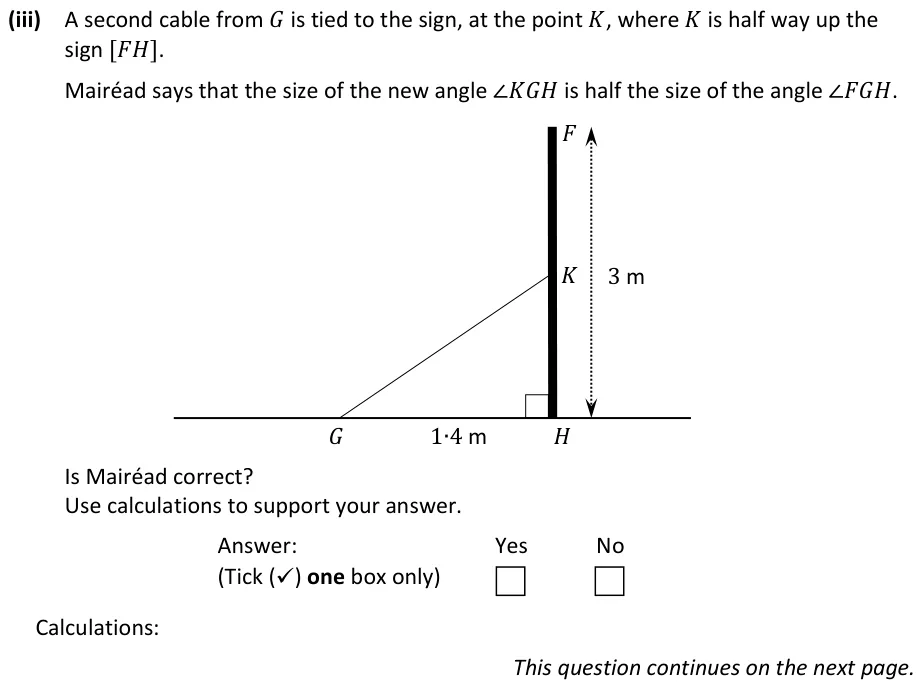 (iii) A second cable from G is tied to the sign, at the point K, where K is half way up the
sign [FH].
Mairéad says that the size of the new angle ∠KGH is half the size of the angle ∠FGH.
F
K
3 m
G
1·4 m
H
Is Mairéad correct?
Use calculations to support your answer.
Answer: Yes No
(Tick (✓) one box only)
Calculations:
This question continues on the next page.